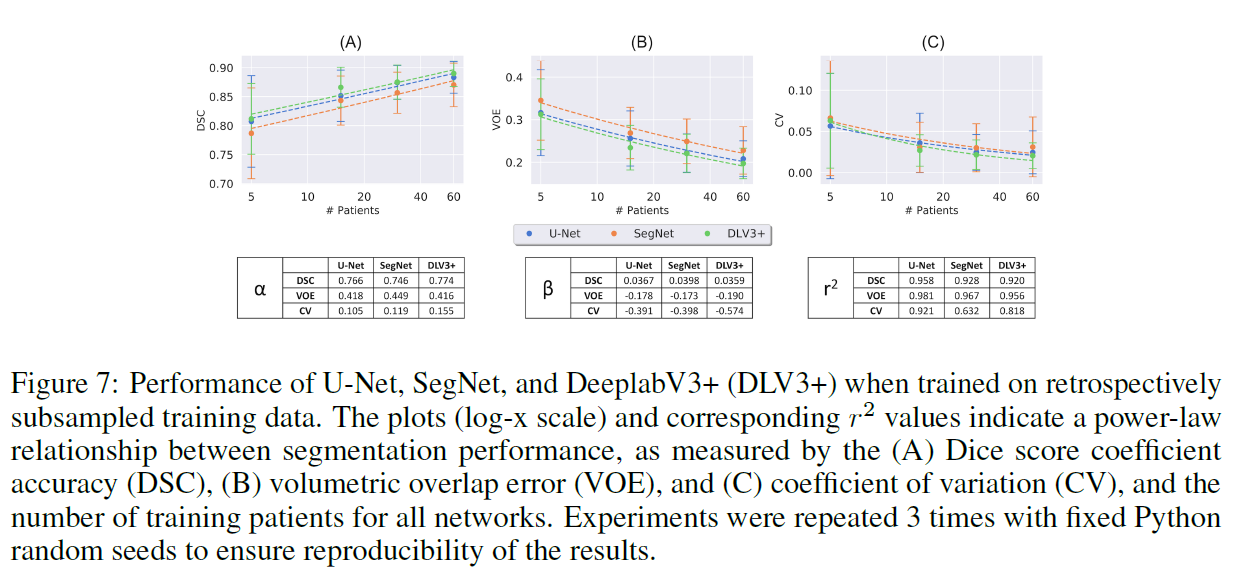 (A) (B) (C)
0.90
0.85
0.80
0.75
0.70
DSC
5 10 20 40 60
# Patients
0.4
0.3
0.2
VOE
5 10 20 40 60
# Patients
0.10
0.05
0.00
CV
5 10 20 40 60
# Patients
U-Net SegNet DLV3+
α
U-Net SegNet DLV3+
DSC 0.766 0.746 0.774
VOE 0.418 0.449 0.416
CV 0.105 0.119 0.155
β
U-Net SegNet DLV3+
DSC 0.0367 0.0398 0.0359
VOE -0.178 -0.173 -0.190
CV -0.391 -0.398 -0.574
r²
U-Net SegNet DLV3+
DSC 0.958 0.928 0.920
VOE 0.981 0.967 0.956
CV 0.921 0.632 0.818
Figure 7: Performance of U-Net, SegNet, and DeeplabV3+ (DLV3+) when trained on retrospectively
subsampled training data. The plots (log-x scale) and corresponding r² values indicate a power-law
relationship between segmentation performance, as measured by the (A) Dice score coefficient
accuracy (DSC), (B) volumetric overlap error (VOE), and (C) coefficient of variation (CV), and the
number of training patients for all networks. Experiments were repeated 3 times with fixed Python
random seeds to ensure reproducibility of the results.